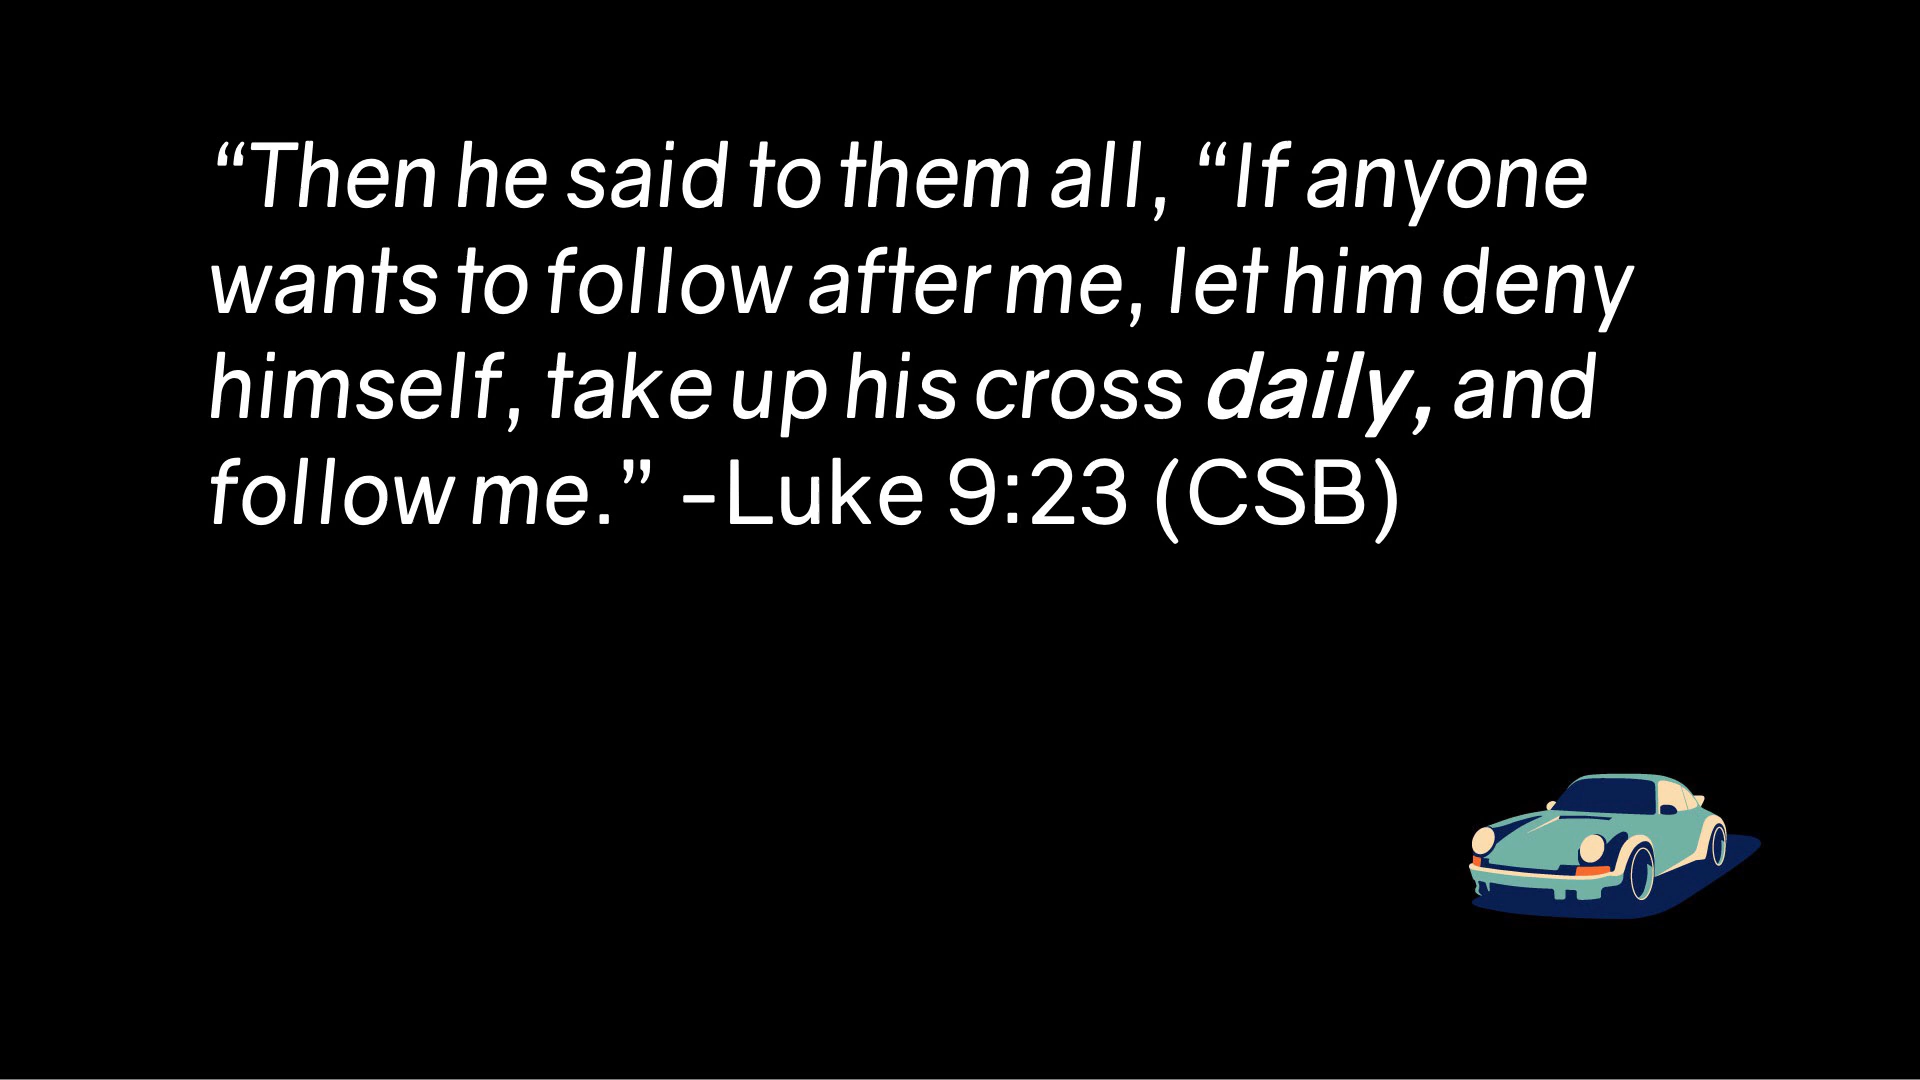 “Then he said to them all, “If anyone
wants to follow after me, let him deny
himself, take up his cross daily, and
follow me.” -Luke 9:23 (CSB)